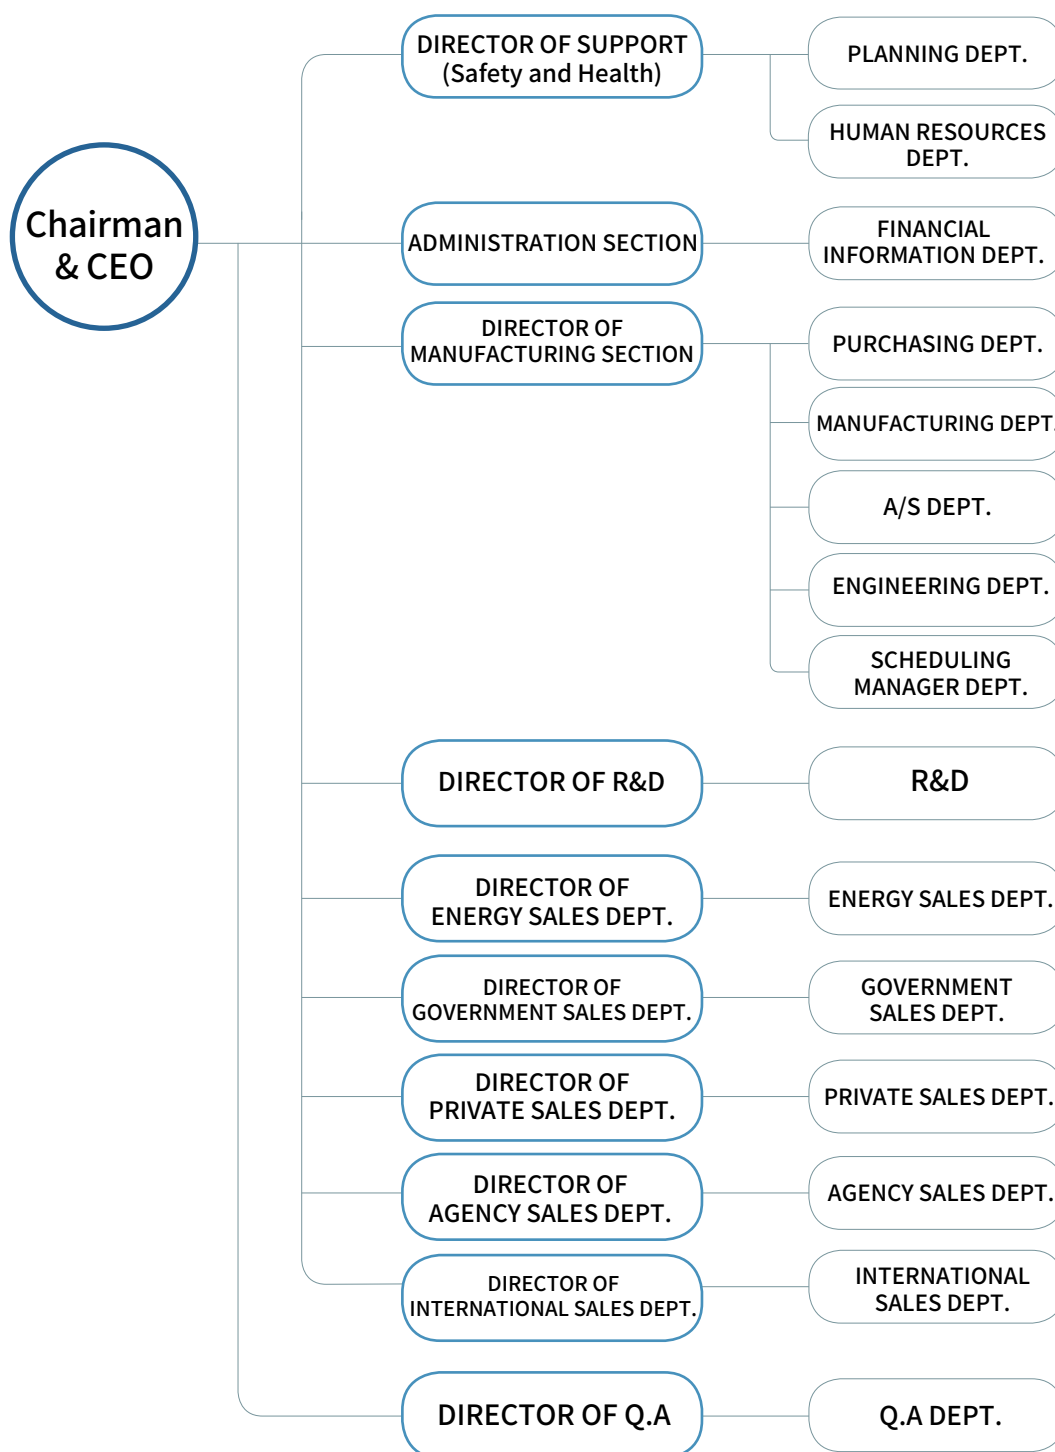 Chairman
& CEO
DIRECTOR OF SUPPORT
(Safety and Health)
PLANNING DEPT.
HUMAN RESOURCES
DEPT.
ADMINISTRATION SECTION
FINANCIAL
INFORMATION DEPT.
DIRECTOR OF
MANUFACTURING SECTION
PURCHASING DEPT.
MANUFACTURING DEPT.
A/S DEPT.
ENGINEERING DEPT.
SCHEDULING
MANAGER DEPT.
DIRECTOR OF R&D
R&D
DIRECTOR OF
ENERGY SALES DEPT.
ENERGY SALES DEPT.
DIRECTOR OF
GOVERNMENT SALES DEPT.
GOVERNMENT
SALES DEPT.
DIRECTOR OF
PRIVATE SALES DEPT.
PRIVATE SALES DEPT.
DIRECTOR OF
AGENCY SALES DEPT.
AGENCY SALES DEPT.
DIRECTOR OF
INTERNATIONAL SALES DEPT.
INTERNATIONAL
SALES DEPT.
DIRECTOR OF Q.A
Q.A DEPT.